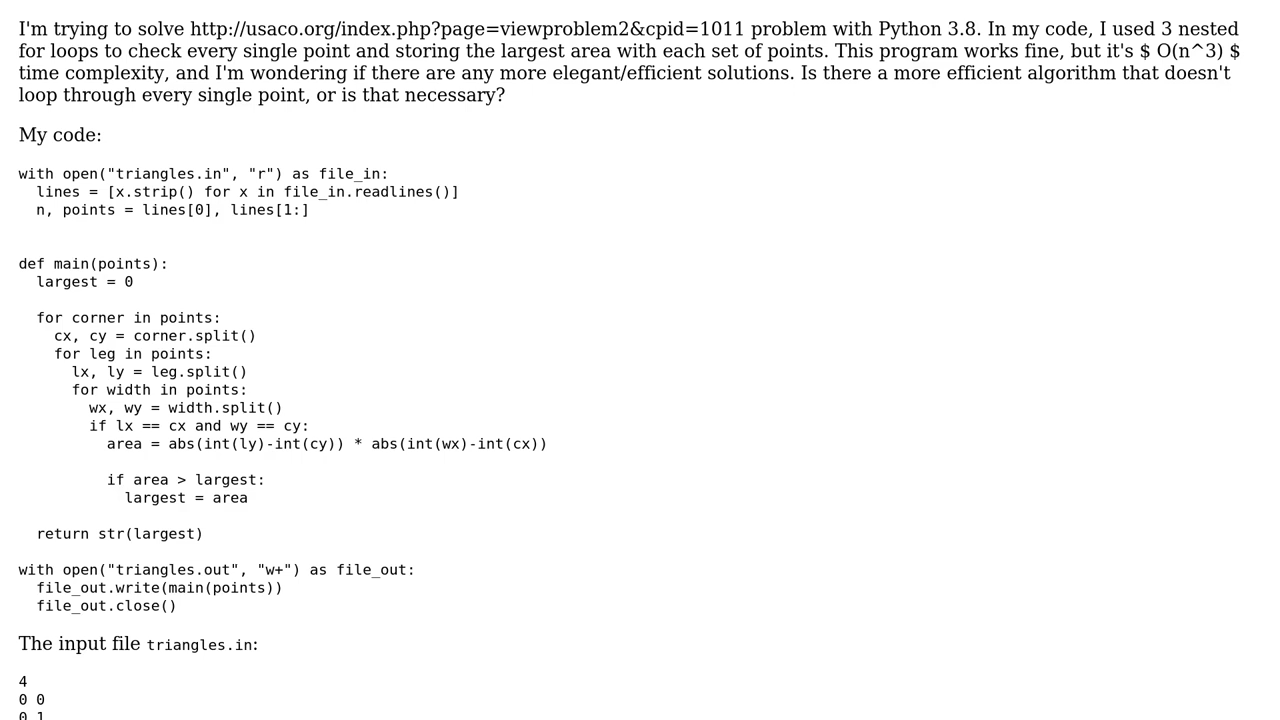 I'm trying to solve http://usaco.org/index.php?page=viewproblem2&cpid=1011 problem with Python 3.8. In my code, I used 3 nested
for loops to check every single point and storing the largest area with each set of points. This program works fine, but it's $ O(n^3) $
time complexity, and I'm wondering if there are any more elegant/efficient solutions. Is there a more efficient algorithm that doesn't
loop through every single point, or is that necessary?
My code:
with open("triangles.in", "r") as file_in:
  lines = [x.strip() for x in file_in.readlines()]
  n, points = lines[0], lines[1:]
def main(points):
  largest = 0
  for corner in points:
    cx, cy = corner.split()
    for leg in points:
      lx, ly = leg.split()
      for width in points:
        wx, wy = width.split()
        if lx == cx and wy == cy:
          area = abs(int(ly)-int(cy)) * abs(int(wx)-int(cx))
          if area > largest:
            largest = area
  return str(largest)
with open("triangles.out", "w+") as file_out:
  file_out.write(main(points))
  file_out.close()
The input file triangles.in:
4
0 0
0 1